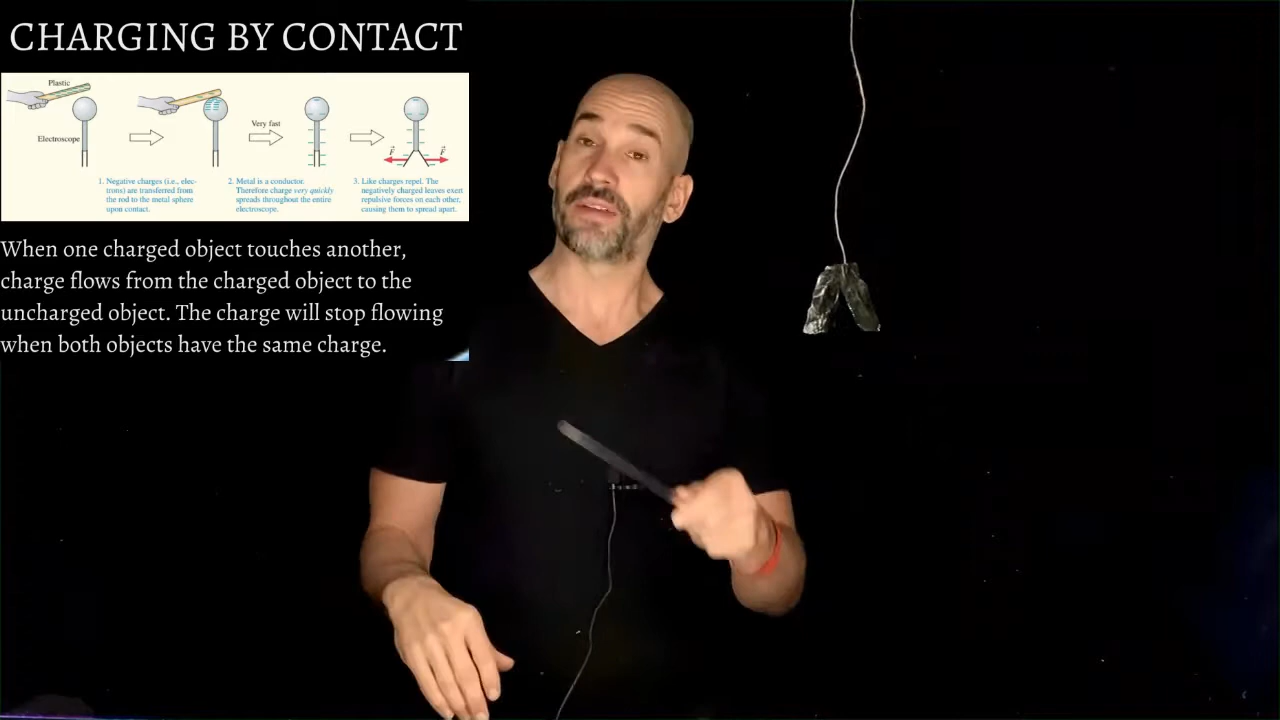 CHARGING BY CONTACT
Plastic
Electroscope
Very fast
F F
1. Negative charges (i.e., elec-
trons) are transferred from
the rod to the metal sphere
upon contact.
2. Metal is a conductor.
Therefore charge very quickly
spreads throughout the entire
electroscope.
3. Like charges repel. The
negatively charged leaves exert
repulsive forces on each other,
causing them to spread apart.
When one charged object touches another,
charge flows from the charged object to the
uncharged object. The charge will stop flowing
when both objects have the same charge.